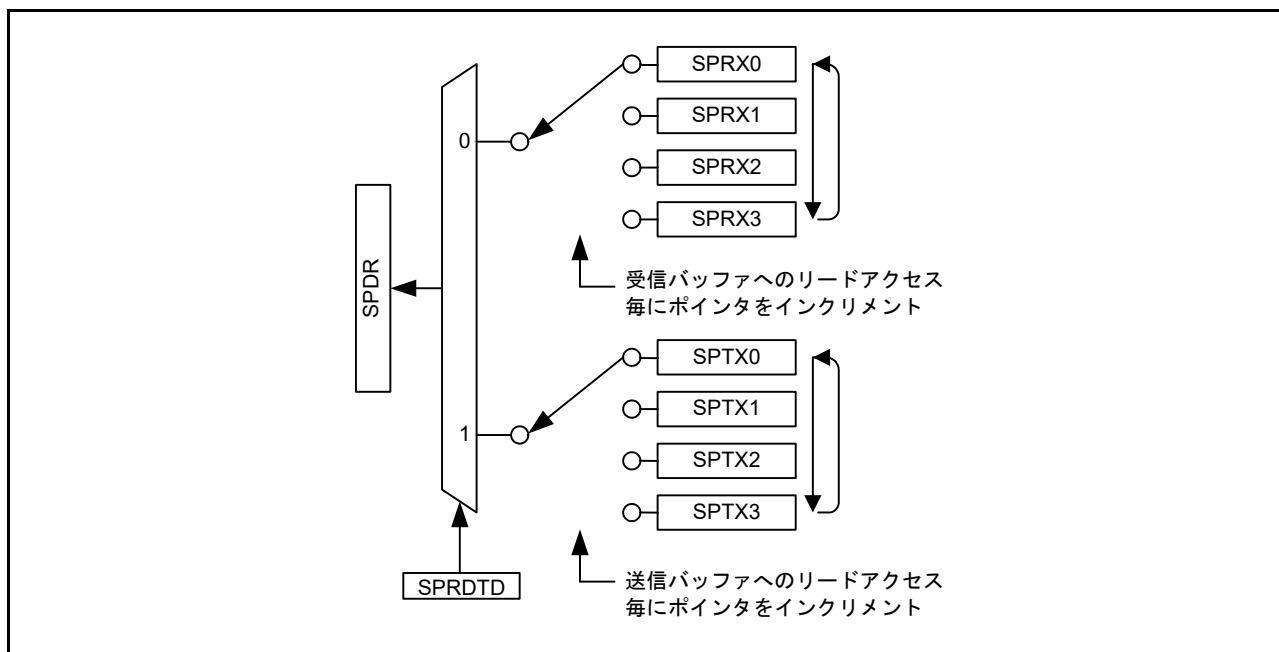 SPRX0
SPRX1
0
SPRX2
SPRX3
SPDR
受信バッファへのリードアクセス
毎にポインタをインクリメント
SPTX0
SPTX1
1
SPTX2
SPTX3
SPRDTD
送信バッファへのリードアクセス
毎にポインタをインクリメント